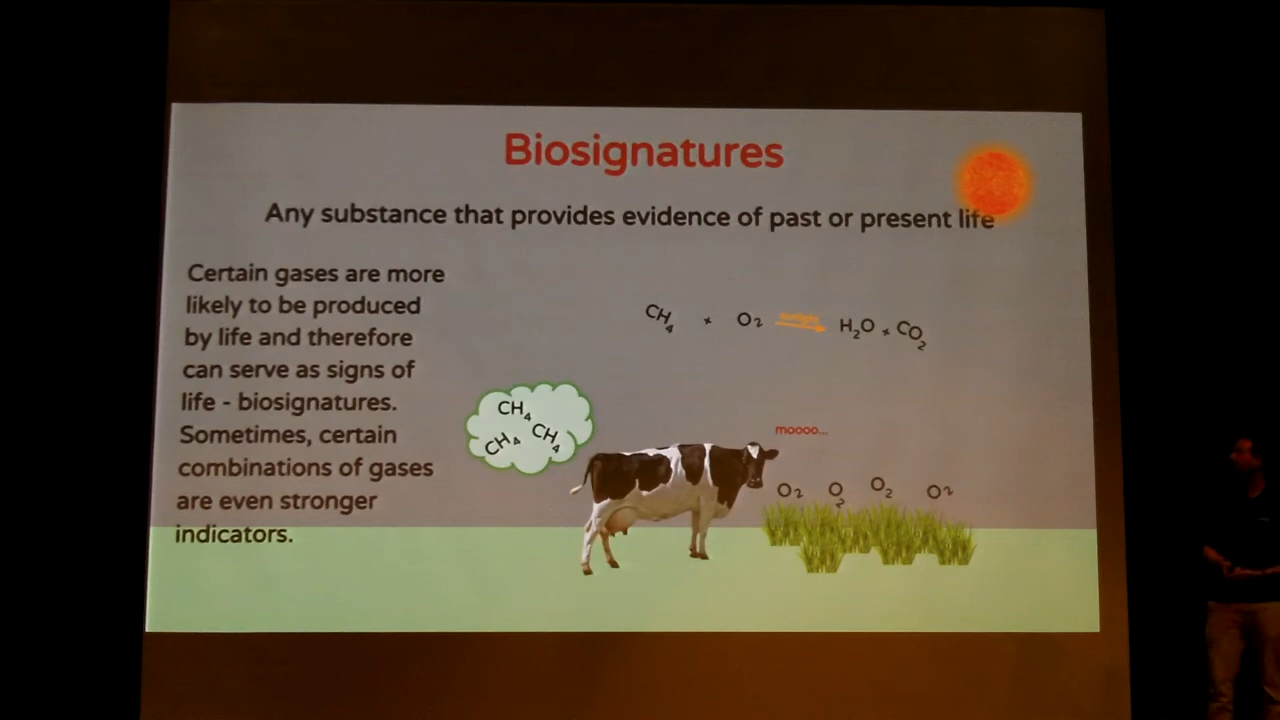 Biosignatures
Any substance that provides evidence of past or present life
Certain gases are more
likely to be produced
by life and therefore
can serve as signs of
life - biosignatures.
Sometimes, certain
combinations of gases
are even stronger
indicators.
CH4 + O2 sunlight H2O + CO2
CH4
CH4 CH4
moooo...
O2 O2 O2 O2